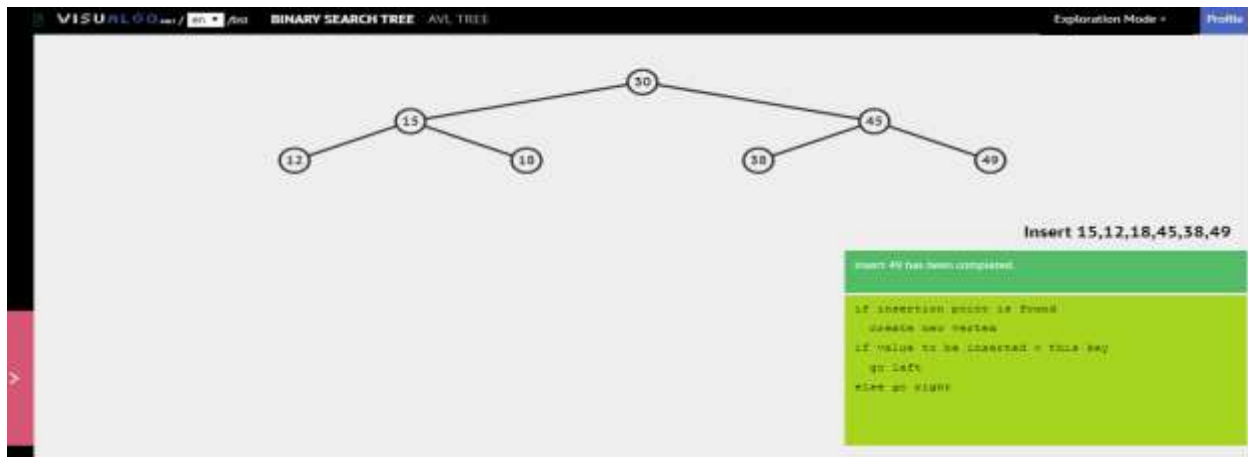 VISUALGO.net / en /bst BINARY SEARCH TREE AVL TREE Exploration Mode Profile
30
15 45
12 18 38 49
Insert 15,12,18,45,38,49
Insert 49 has been completed.
if insertion point is found
create new vertex
if value to be inserted < this key
go left
else go right